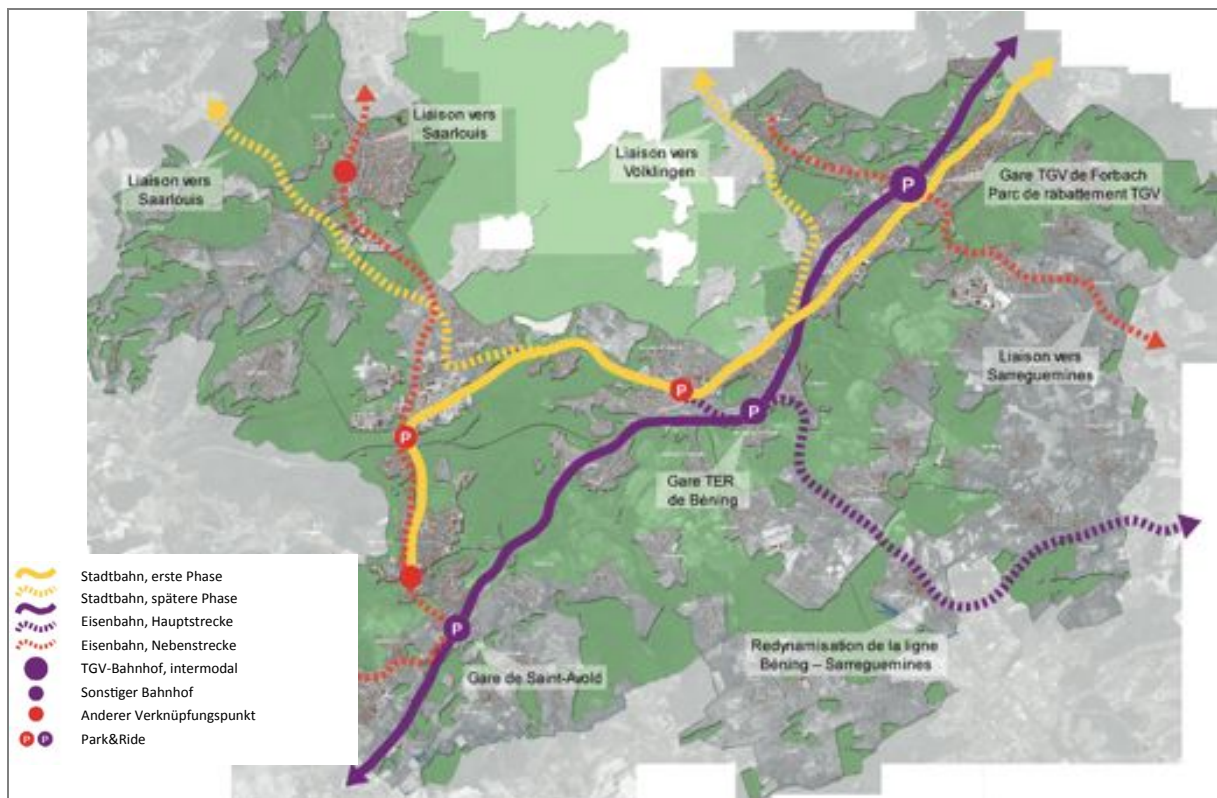 Liaison vers
Saarlouis
Liaison vers
Saarlouis
Liaison vers
Völklingen
Gare TGV de Forbach
Parc de rabattement TGV
P
Liaison vers
Sarreguemines
P
P
P
Gare TER
de Béning
Redynamisation de la ligne
Béning – Sarreguemines
P
Gare de Saint-Avold
Stadtbahn, erste Phase
Stadtbahn, spätere Phase
Eisenbahn, Hauptstrecke
Eisenbahn, Nebenstrecke
TGV-Bahnhof, intermodal
Sonstiger Bahnhof
Anderer Verknüpfungspunkt
P P Park&Ride